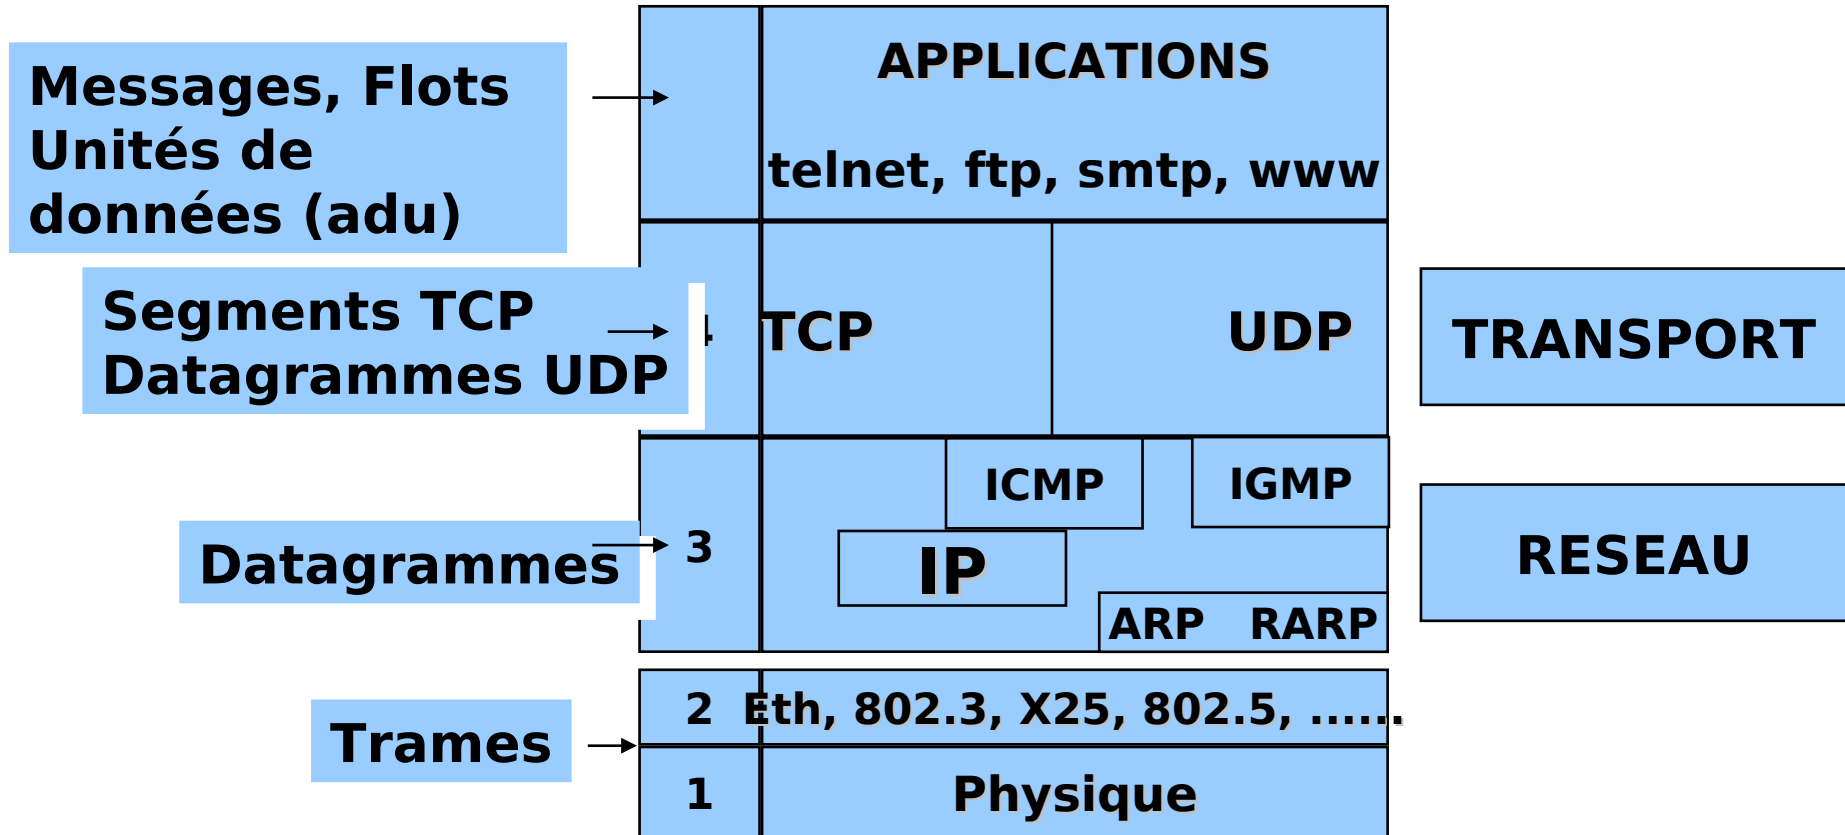 APPLICATIONS
telnet, ftp, smtp, www
Messages, Flots
Unités de
données (adu)
Segments TCP
Datagrammes UDP
4
TCP
UDP
TRANSPORT
ICMP
IGMP
Datagrammes
3
IP
RESEAU
ARP RARP
2
Eth, 802.3, X25, 802.5, ......
Trames
1
Physique